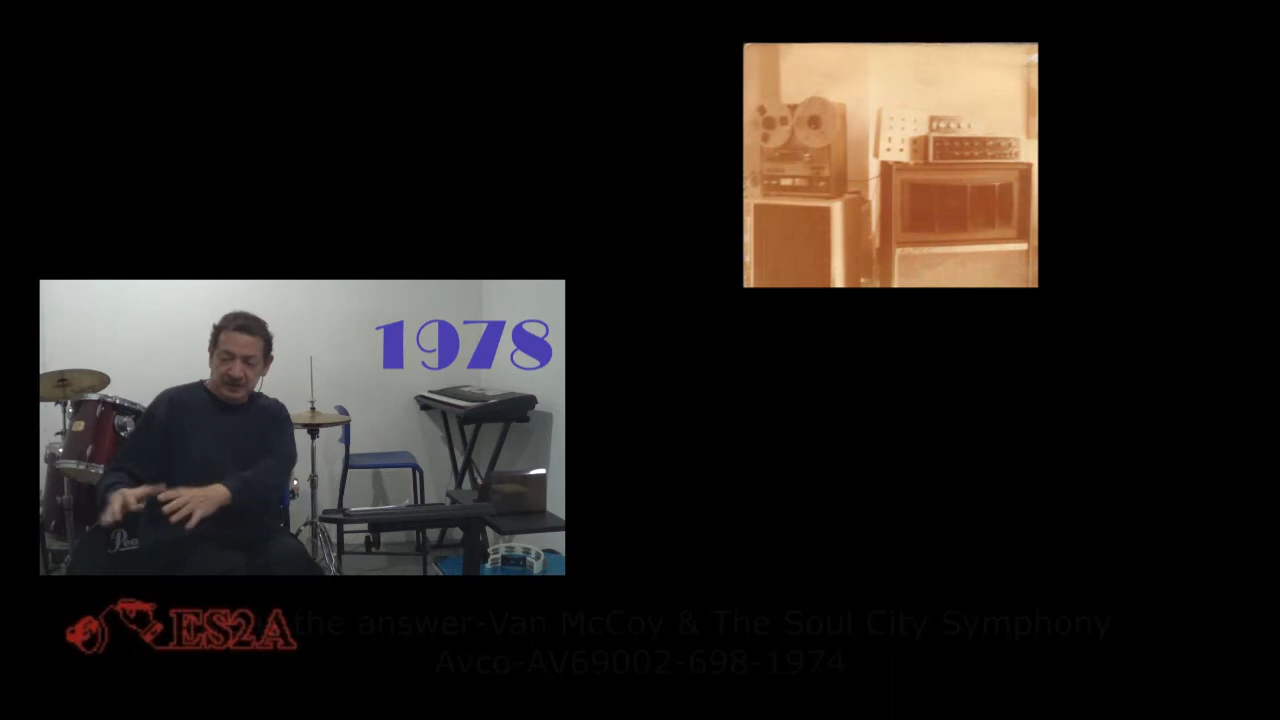 1978
ES2A
the answer-Van McCoy & The Soul City Symphony
Avco-AV69002-698-1974